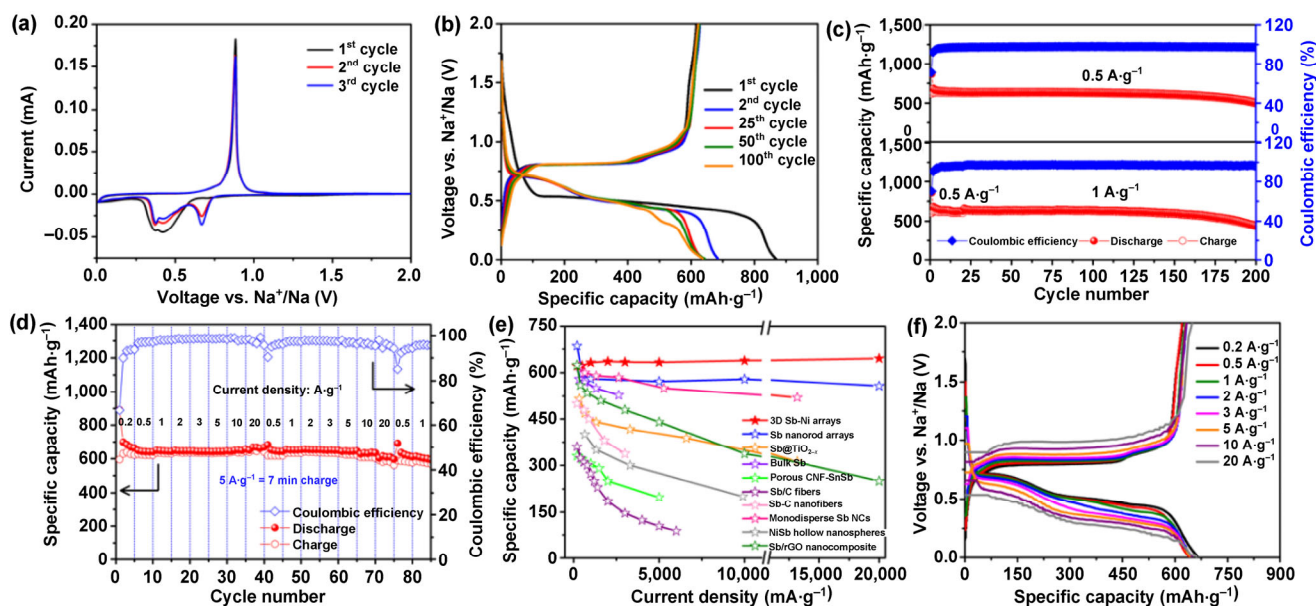 (a)
0.20
0.15
0.10
0.05
0.00
−0.05
Current (mA)
1st cycle
2nd cycle
3rd cycle
0.0
0.5
1.0
1.5
2.0
Voltage vs. Na+/Na (V)
(b)
2.0
1.5
1.0
0.5
0.0
Voltage vs. Na+/Na (V)
1st cycle
2nd cycle
25th cycle
50th cycle
100th cycle
0
200
400
600
800
1,000
Specific capacity (mAh·g−1)
(c)
1,500
1,250
1,000
500
0
1,500
1,250
1,000
500
0
Specific capacity (mAh·g−1)
0.5 A·g−1
0.5 A·g−1
1 A·g−1
Coulombic efficiency
Discharge
Charge
120
100
80
60
40
20
0
100
80
60
40
20
0
Coulombic efficiency (%)
0
25
50
75
100
125
150
175
200
Cycle number
(d)
1,400
1,200
1,000
800
600
400
200
0
Specific capacity (mAh·g−1)
Current density: A·g−1
0.2 0.5 1 2 3 5 10 20 0.5 1 2 3 5 10 20 0.5 1
5 A·g−1 = 7 min charge
Coulombic efficiency
Discharge
Charge
100
80
60
40
20
0
Coulombic efficiency (%)
0
10
20
30
40
50
60
70
80
Cycle number
(e)
750
600
450
300
150
0
Specific capacity (mAh·g−1)
3D Sb-Ni arrays
Sb nanorod arrays
Sb@TiO2−x
Bulk Sb
Porous CNF-SnSb
Sb/C fibers
Sb-C nanofibers
Monodisperse Sb NCs
NiSb hollow nanospheres
Sb/rGO nanocomposite
0
5,000
10,000
20,000
Current density (mA·g−1)
(f)
2.0
1.5
1.0
0.5
0.0
Voltage vs. Na+/Na (V)
0.2 A·g−1
0.5 A·g−1
1 A·g−1
2 A·g−1
3 A·g−1
5 A·g−1
10 A·g−1
20 A·g−1
0
150
300
450
600
750
900
Specific capacity (mAh·g−1)